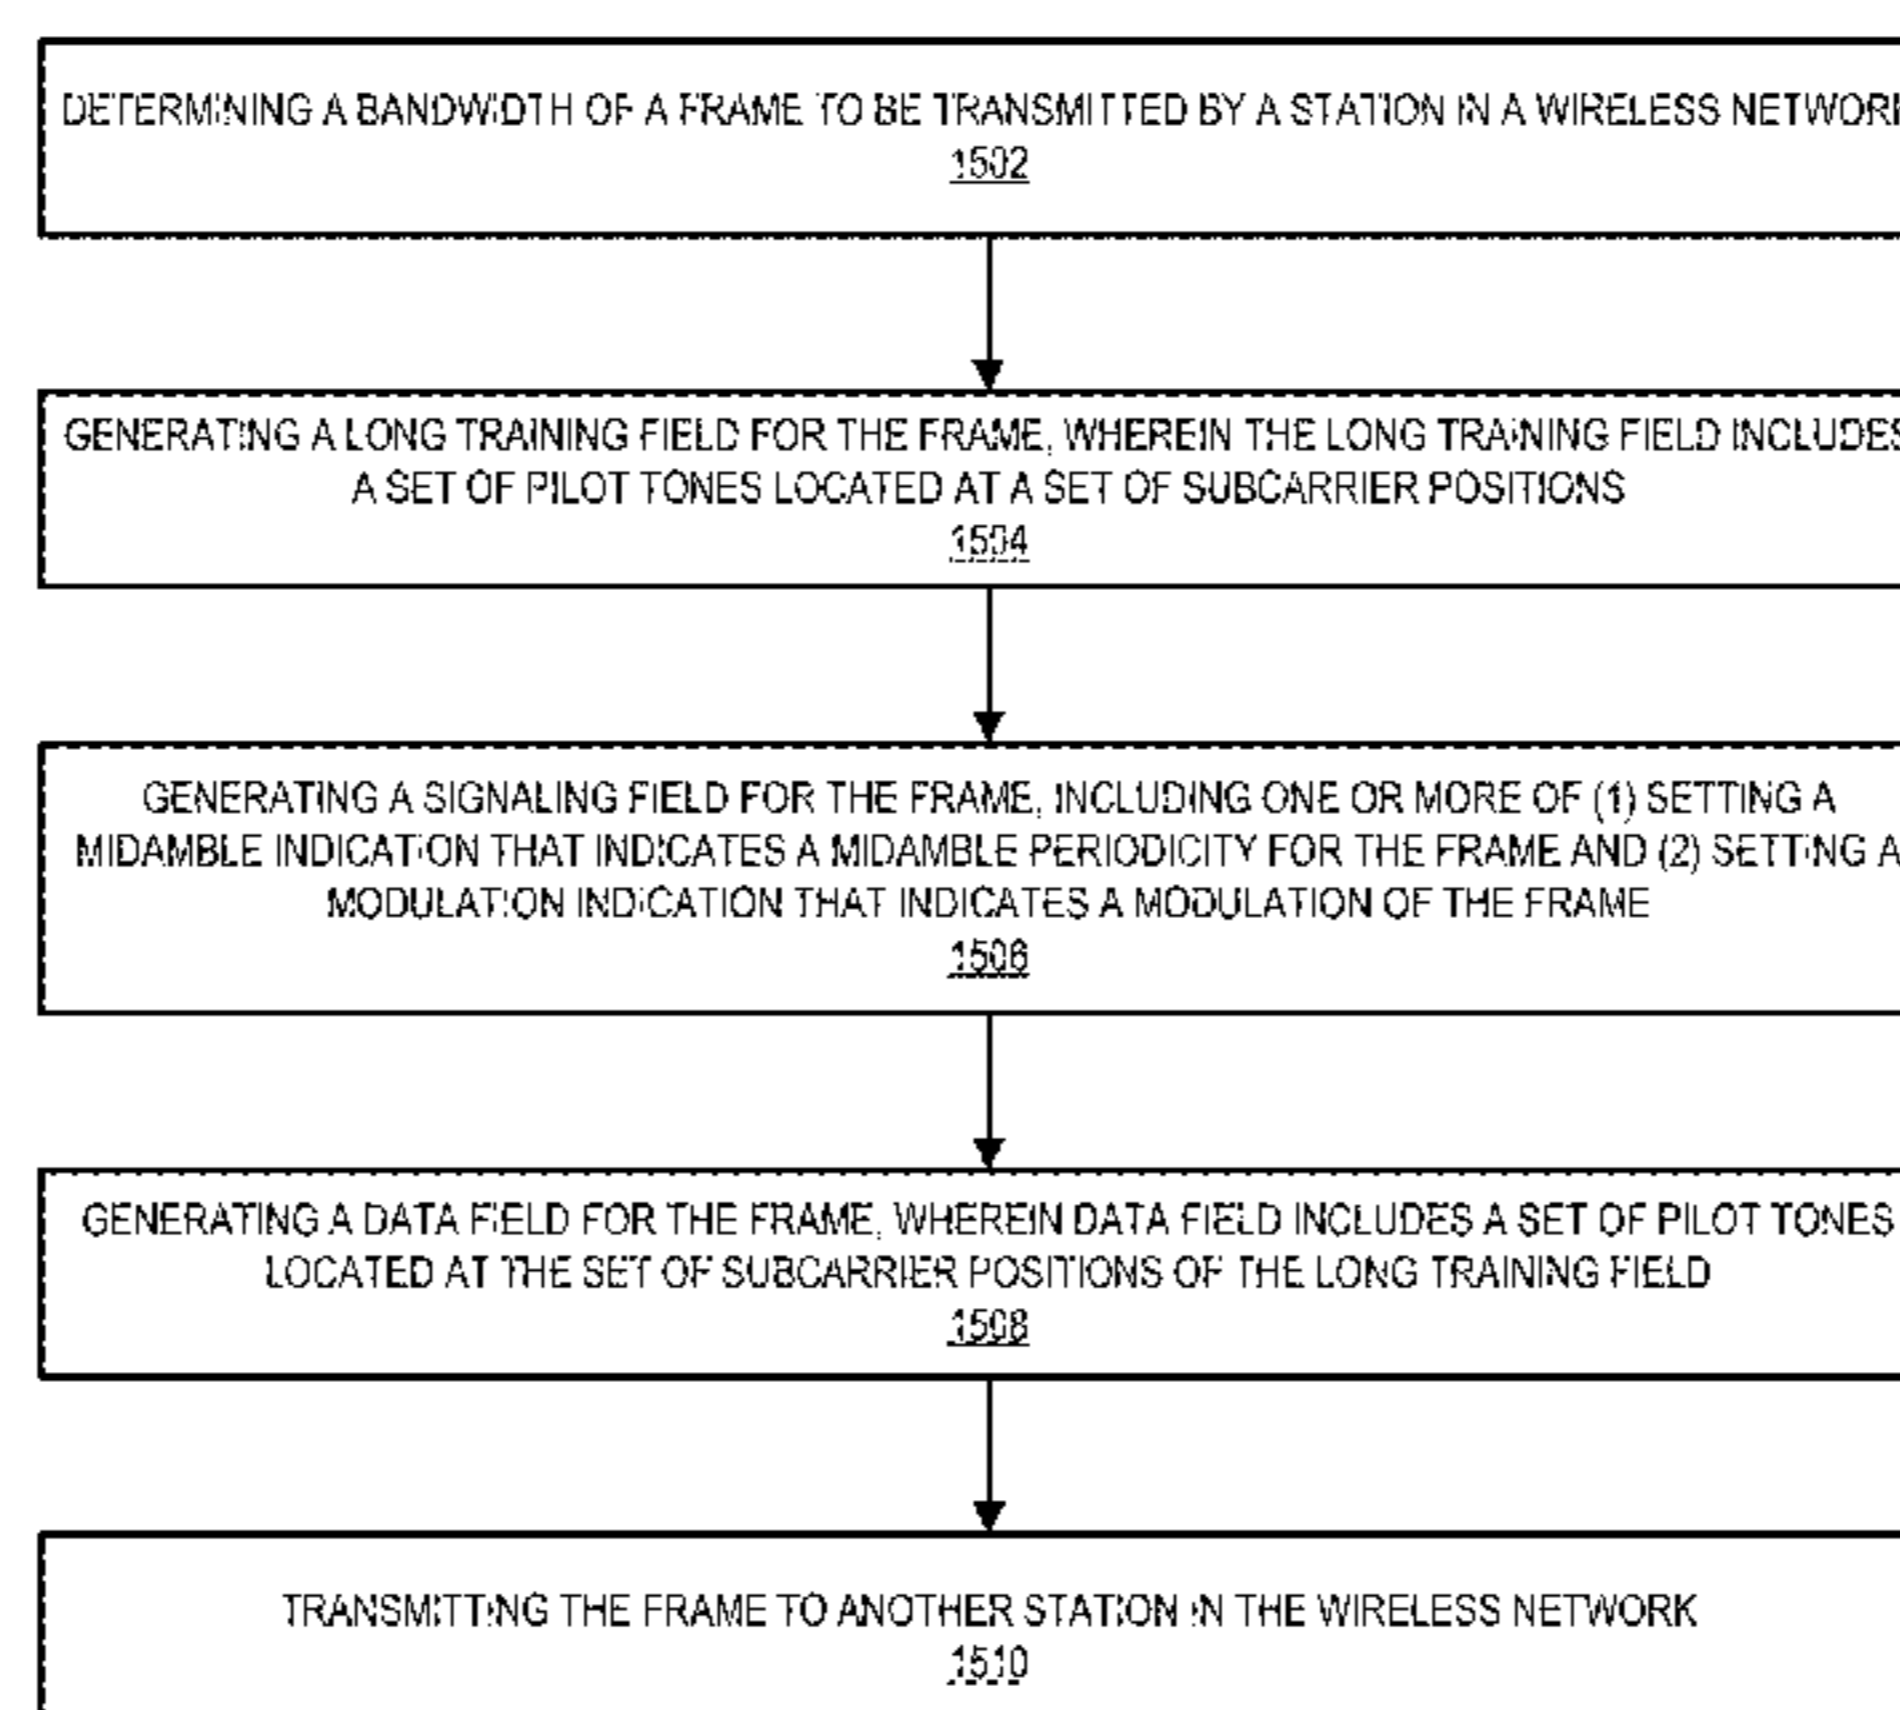 DETERMINING A BANDWIDTH OF A FRAME TO BE TRANSMITTED BY A STATION IN A WIRELESS NETWORK
1502
GENERATING A LONG TRAINING FIELD FOR THE FRAME, WHEREIN THE LONG TRAINING FIELD INCLUDES
A SET OF PILOT TONES LOCATED AT A SET OF SUBCARRIER POSITIONS
1504
GENERATING A SIGNALING FIELD FOR THE FRAME, INCLUDING ONE OR MORE OF (1) SETTING A
MIDAMBLE INDICATION THAT INDICATES A MIDAMBLE PERIODICITY FOR THE FRAME AND (2) SETTING A
MODULATION INDICATION THAT INDICATES A MODULATION OF THE FRAME
1506
GENERATING A DATA FIELD FOR THE FRAME, WHEREIN DATA FIELD INCLUDES A SET OF PILOT TONES
LOCATED AT THE SET OF SUBCARRIER POSITIONS OF THE LONG TRAINING FIELD
1508
TRANSMITTING THE FRAME TO ANOTHER STATION IN THE WIRELESS NETWORK
1510